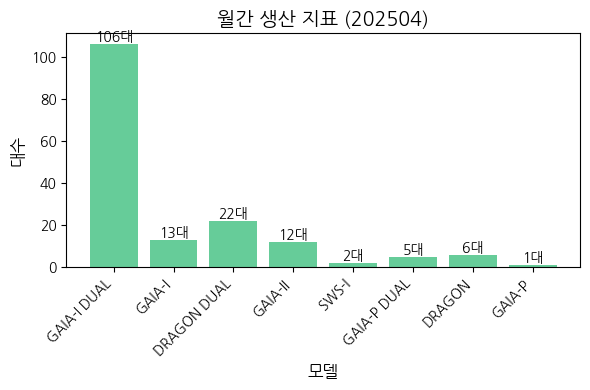 월간 생산 지표 (202504)
대수
100
80
60
40
20
0
106대
13대
22대
12대
2대
5대
6대
1대
GAIA-I DUAL
GAIA-I
DRAGON DUAL
GAIA-II
SWS-I
GAIA-P DUAL
DRAGON
GAIA-P
모델